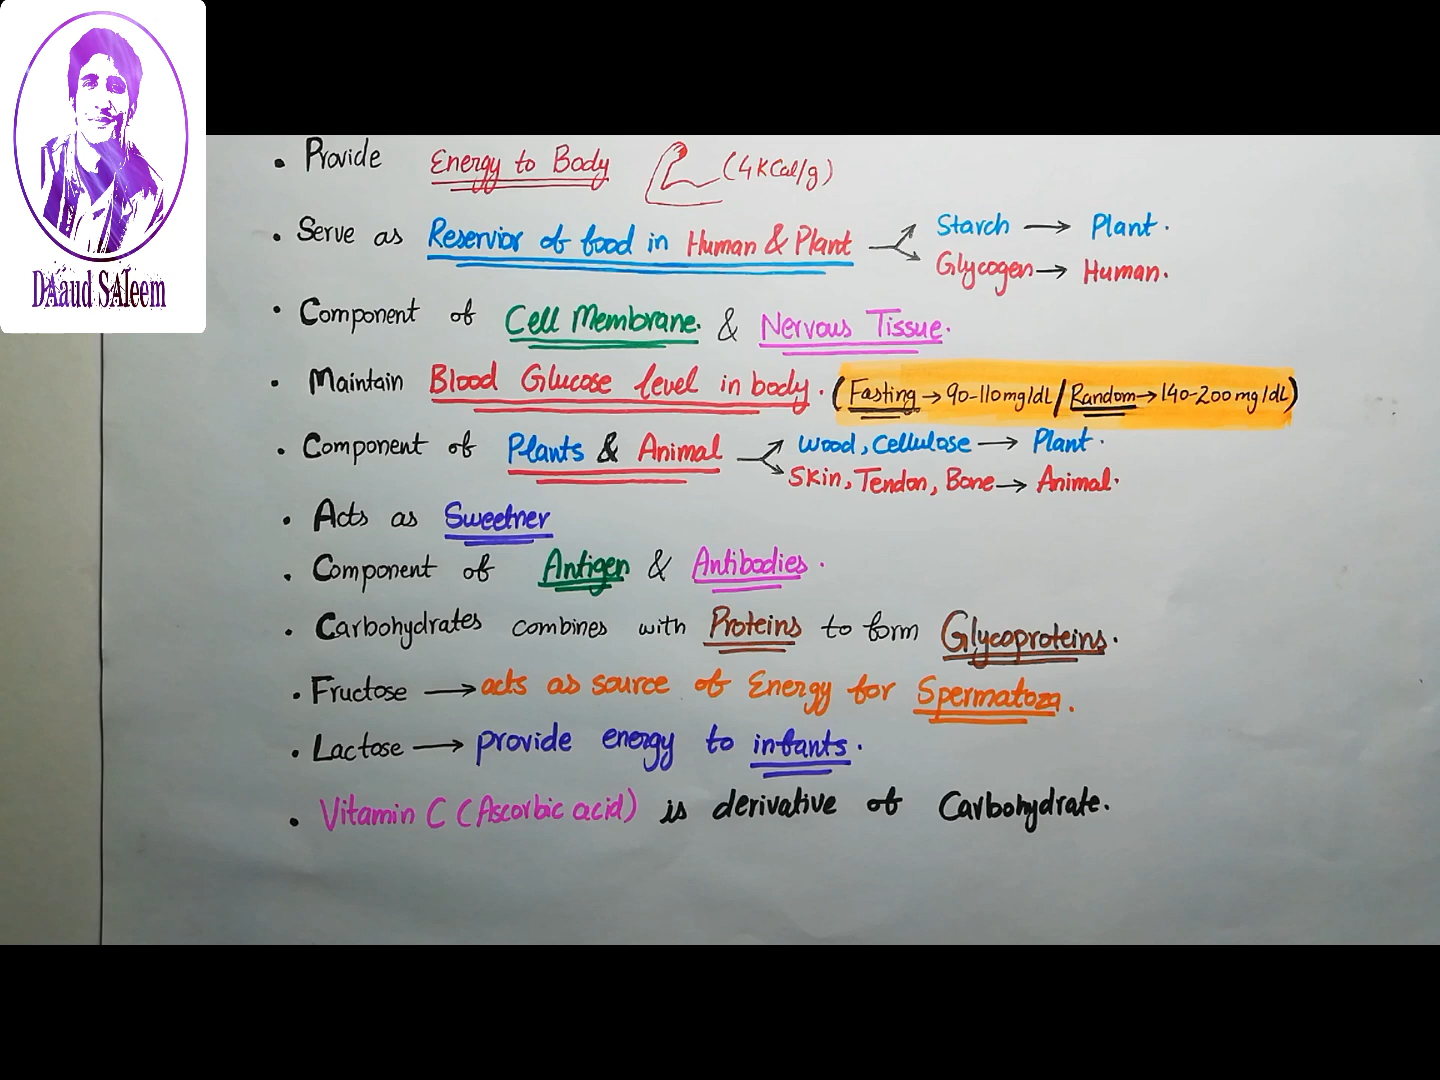 DAaud SAleem
• Provide Energy to Body (4KCal/g)
• Serve as Reservior of food in Human & Plant
Starch → Plant.
Glycogen → Human.
• Component of Cell Membrane. & Nervous Tissue.
• Maintain Blood Glucose level in body. (Fasting → 90-110mg/dL / Random → 140-200mg/dL)
• Component of Plants & Animal
Wood, Cellulose → Plant.
Skin, Tendon, Bone → Animal.
• Acts as Sweetner
• Component of Antigen & Antibodies.
• Carbohydrates combines with Proteins to form Glycoproteins.
• Fructose → acts as source of Energy for Spermatoza.
• Lactose → provide energy to infants.
• Vitamin C (Ascorbic acid) is derivative of Carbohydrate.